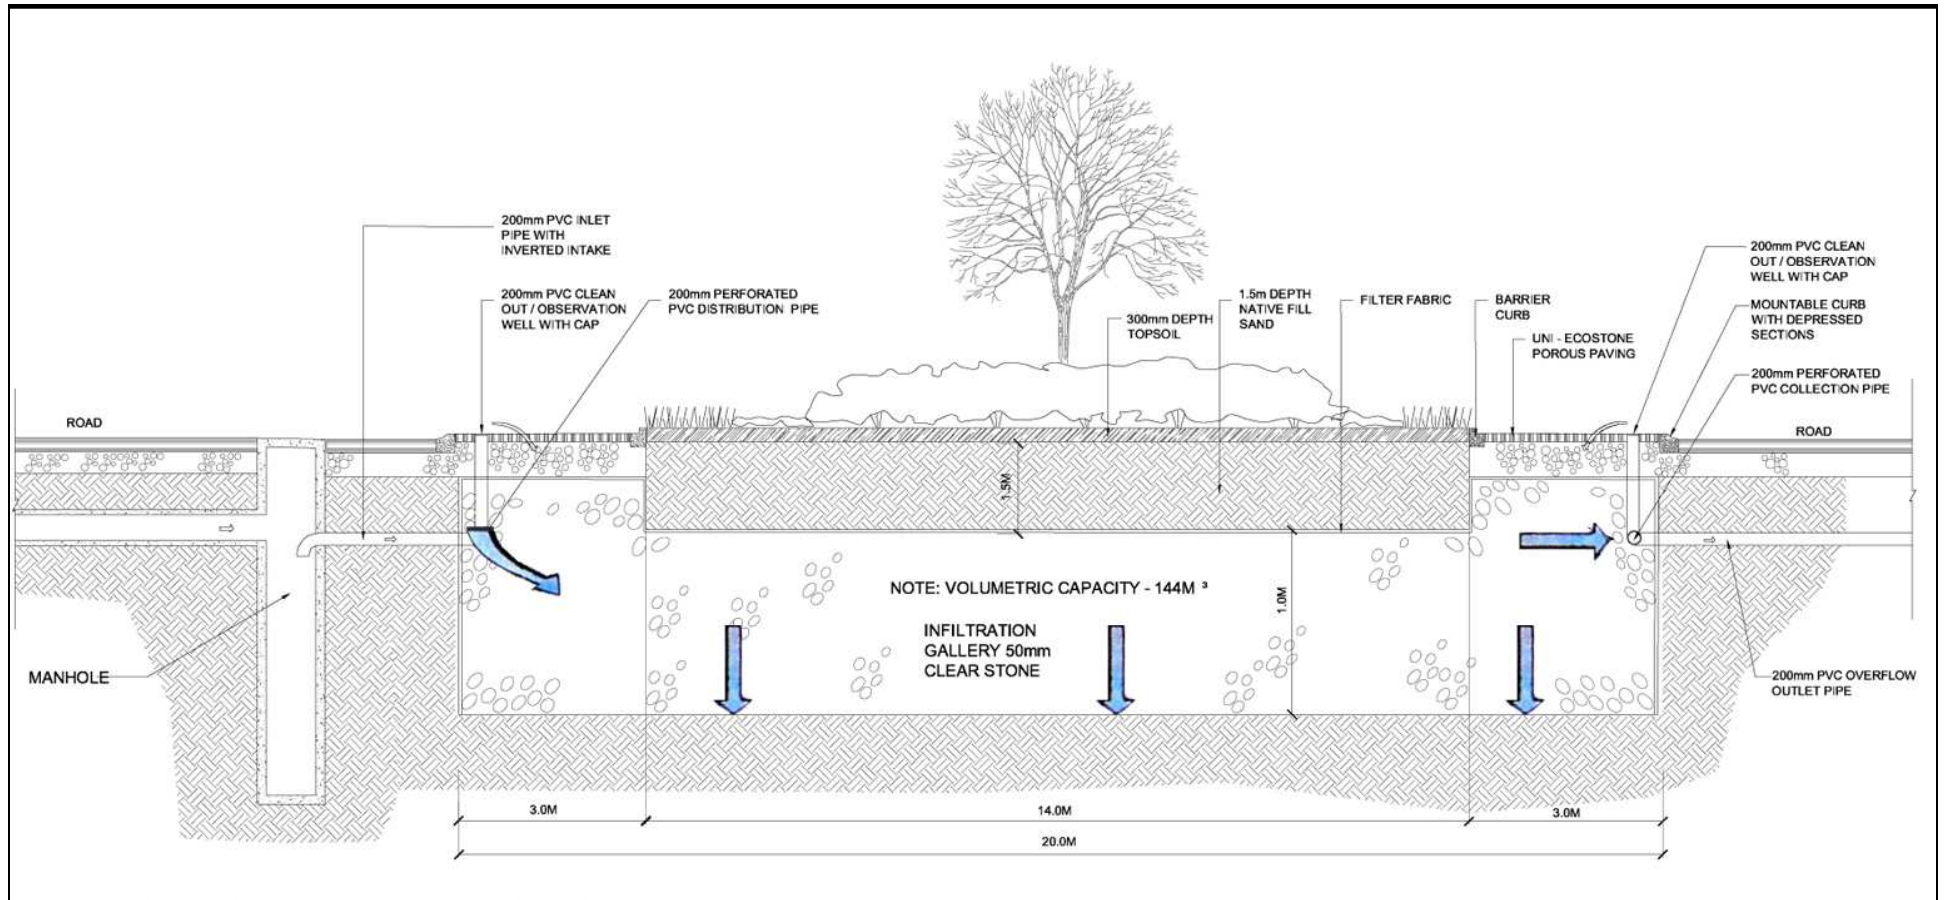 200mm PVC INLET
PIPE WITH
INVERTED INTAKE
200mm PVC CLEAN
OUT / OBSERVATION
WELL WITH CAP
200mm PERFORATED
PVC DISTRIBUTION PIPE
300mm DEPTH
TOPSOIL
1.5m DEPTH
NATIVE FILL
SAND
FILTER FABRIC
BARRIER
CURB
UNI - ECOSTONE
POROUS PAVING
200mm PVC CLEAN
OUT / OBSERVATION
WELL WITH CAP
MOUNTABLE CURB
WITH DEPRESSED
SECTIONS
200mm PERFORATED
PVC COLLECTION PIPE
ROAD
ROAD
1.5M
NOTE: VOLUMETRIC CAPACITY - 144M ³
1.0M
INFILTRATION
GALLERY 50mm
CLEAR STONE
MANHOLE
200mm PVC OVERFLOW
OUTLET PIPE
3.0M
14.0M
3.0M
20.0M